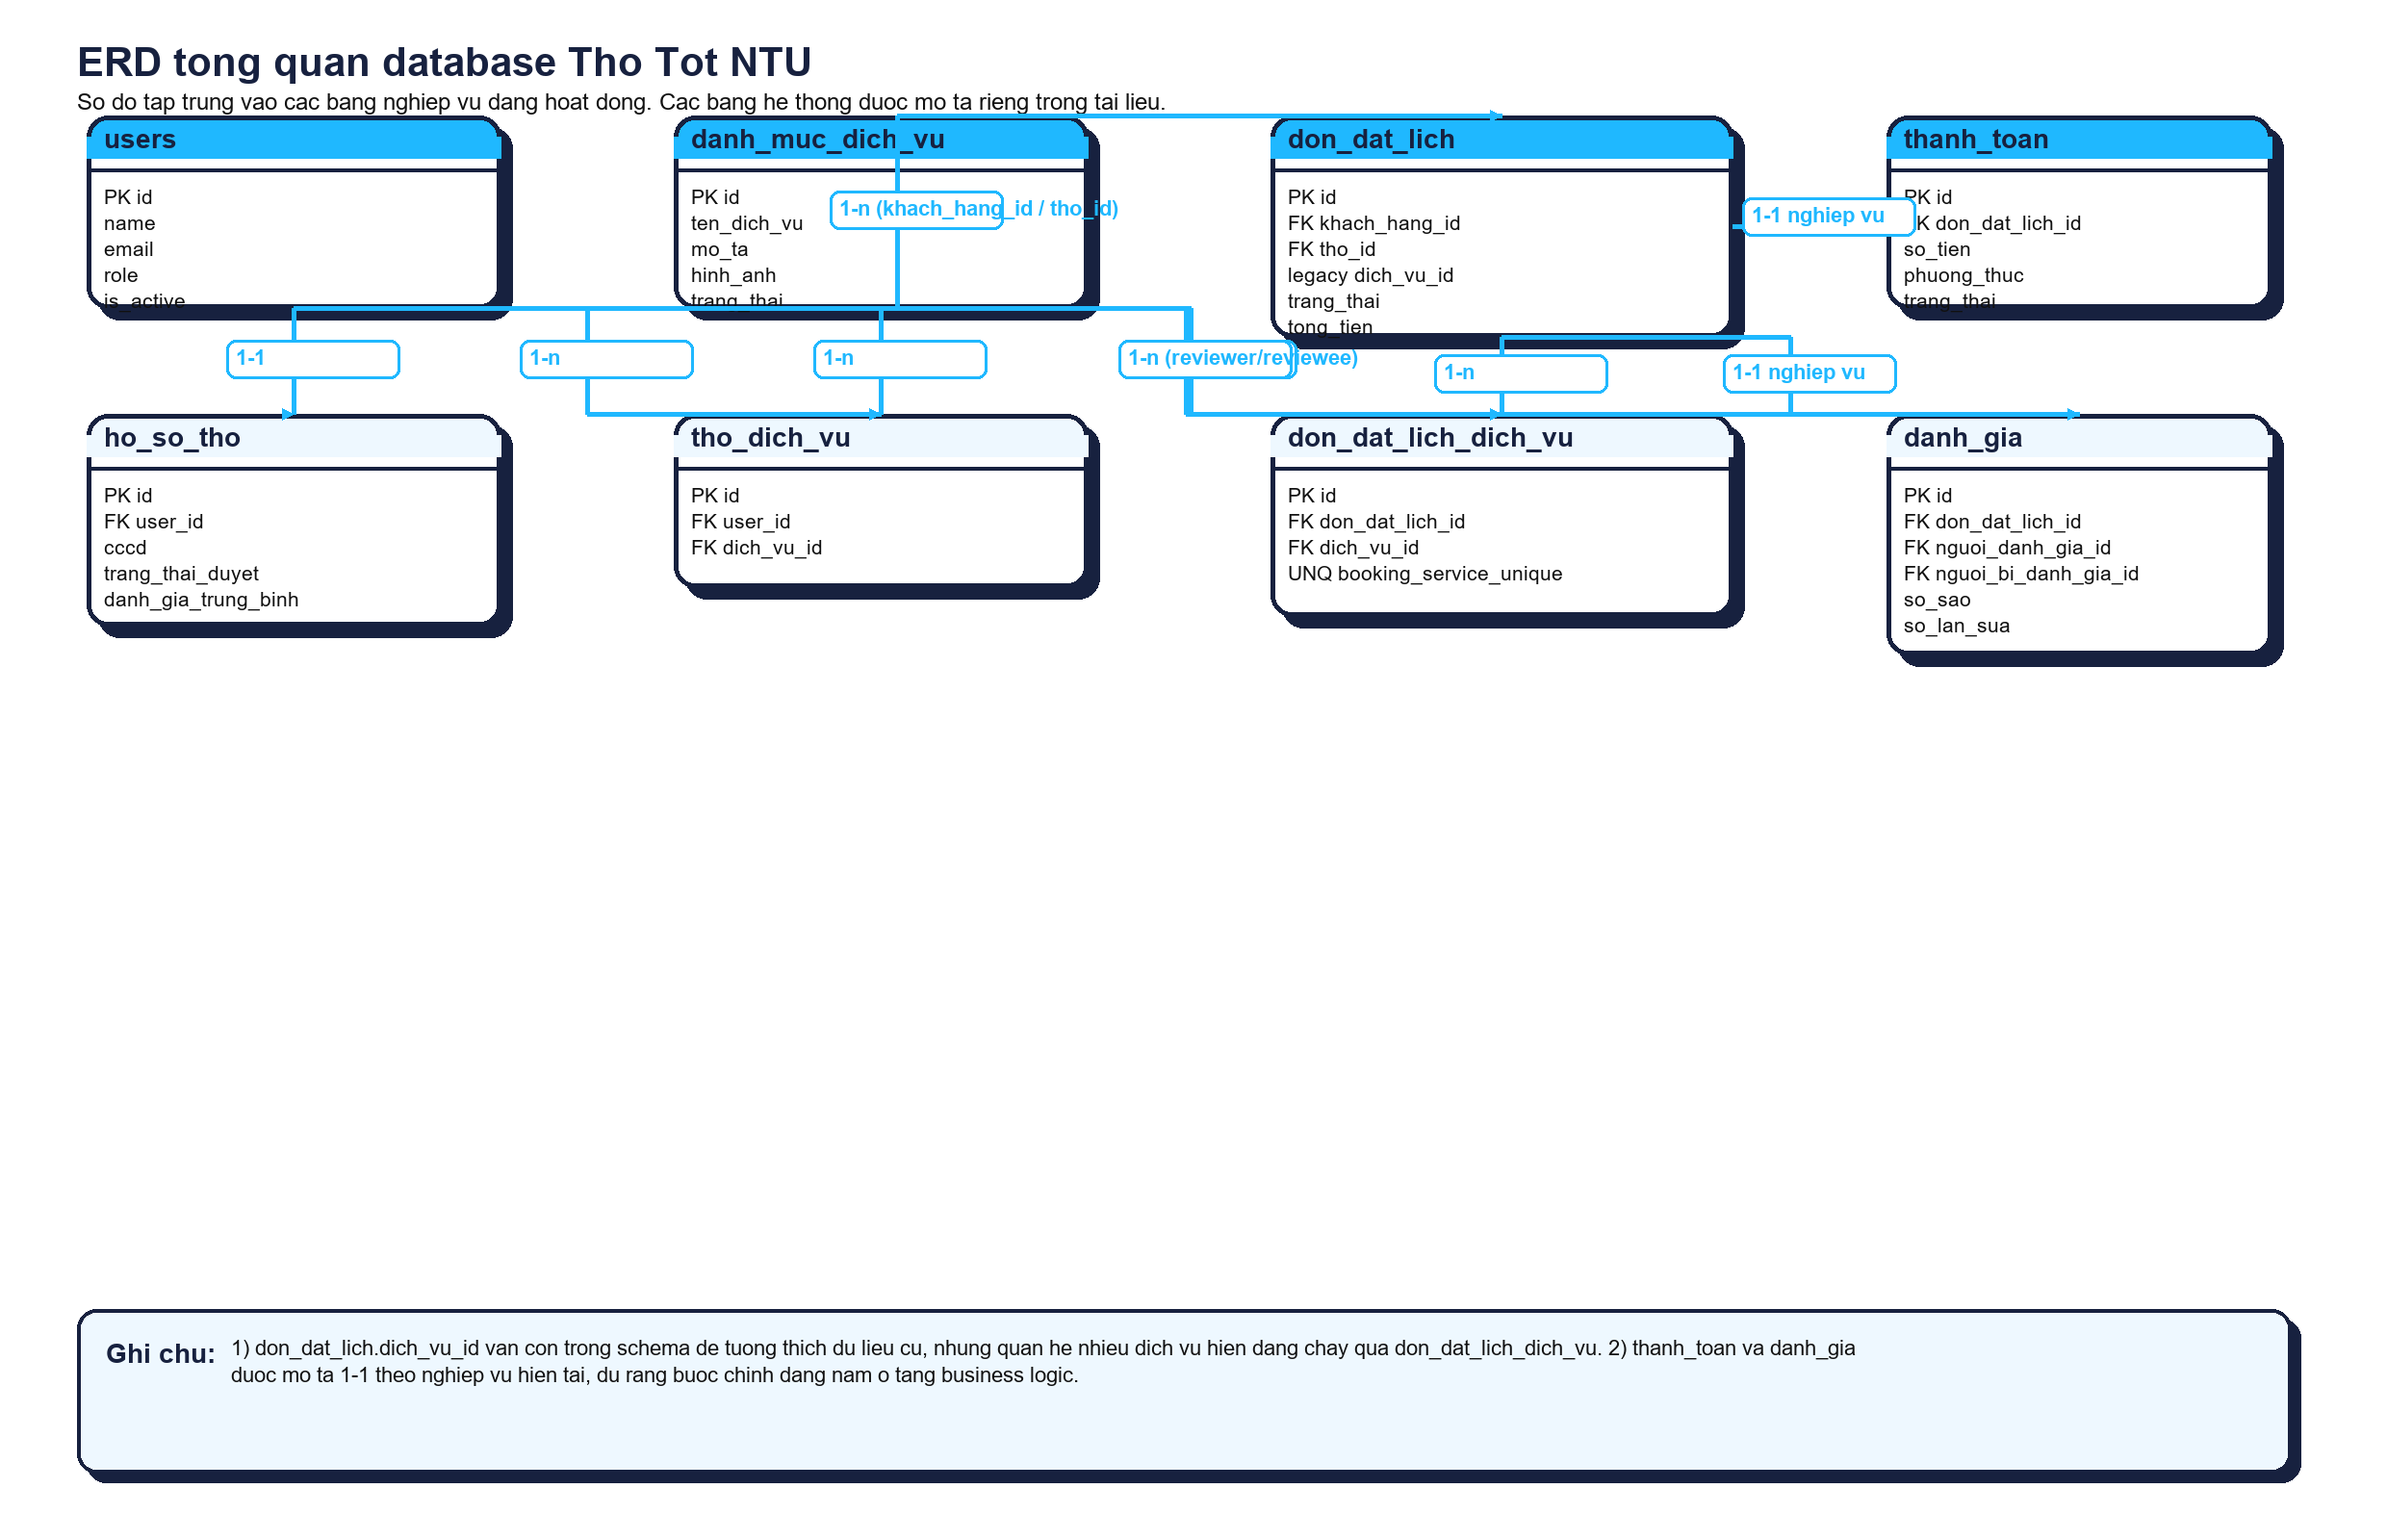 ERD tong quan database Tho Tot NTU
So do tap trung vao cac bang nghiep vu dang hoat dong. Cac bang he thong duoc mo ta rieng trong tai lieu.
users
PK id
name
email
role
is_active
danh_muc_dich_vu
PK id
ten_dich_vu
mo_ta
hinh_anh
trang_thai
1-n (khach_hang_id / tho_id)
don_dat_lich
PK id
FK khach_hang_id
FK tho_id
legacy dich_vu_id
trang_thai
tong_tien
1-1 nghiep vu
thanh_toan
PK id
FK don_dat_lich_id
so_tien
phuong_thuc
trang_thai
1-1
1-n
1-n
1-n (reviewer/reviewee)
1-n
1-1 nghiep vu
ho_so_tho
PK id
FK user_id
cccd
trang_thai_duyet
danh_gia_trung_binh
tho_dich_vu
PK id
FK user_id
FK dich_vu_id
don_dat_lich_dich_vu
PK id
FK don_dat_lich_id
FK dich_vu_id
UNQ booking_service_unique
danh_gia
PK id
FK don_dat_lich_id
FK nguoi_danh_gia_id
FK nguoi_bi_danh_gia_id
so_sao
so_lan_sua
Ghi chu: 1) don_dat_lich.dich_vu_id van con trong schema de tuong thich du lieu cu, nhung quan he nhieu dich vu hien dang chay qua don_dat_lich_dich_vu. 2) thanh_toan va danh_gia
duoc mo ta 1-1 theo nghiep vu hien tai, du rang buoc chinh dang nam o tang business logic.